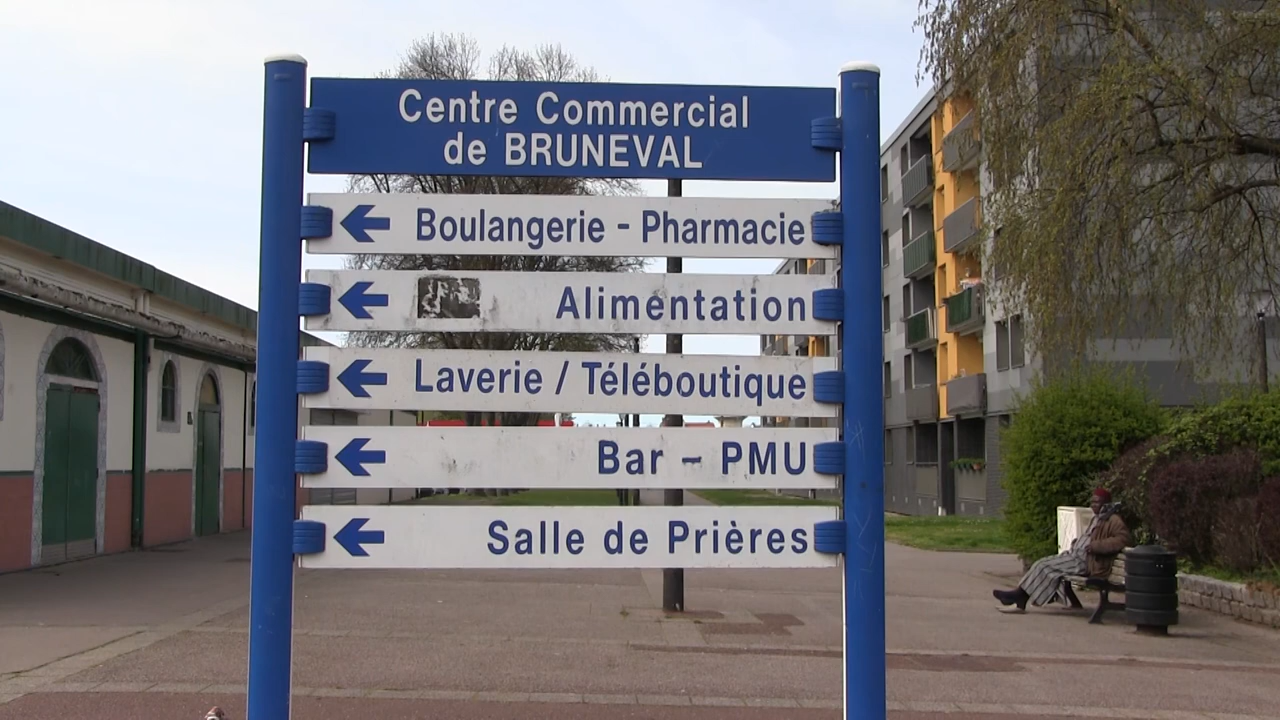 Centre Commercial
de BRUNEVAL
Boulangerie - Pharmacie
Alimentation
Laverie / Téléboutique
Bar - PMU
Salle de Prières